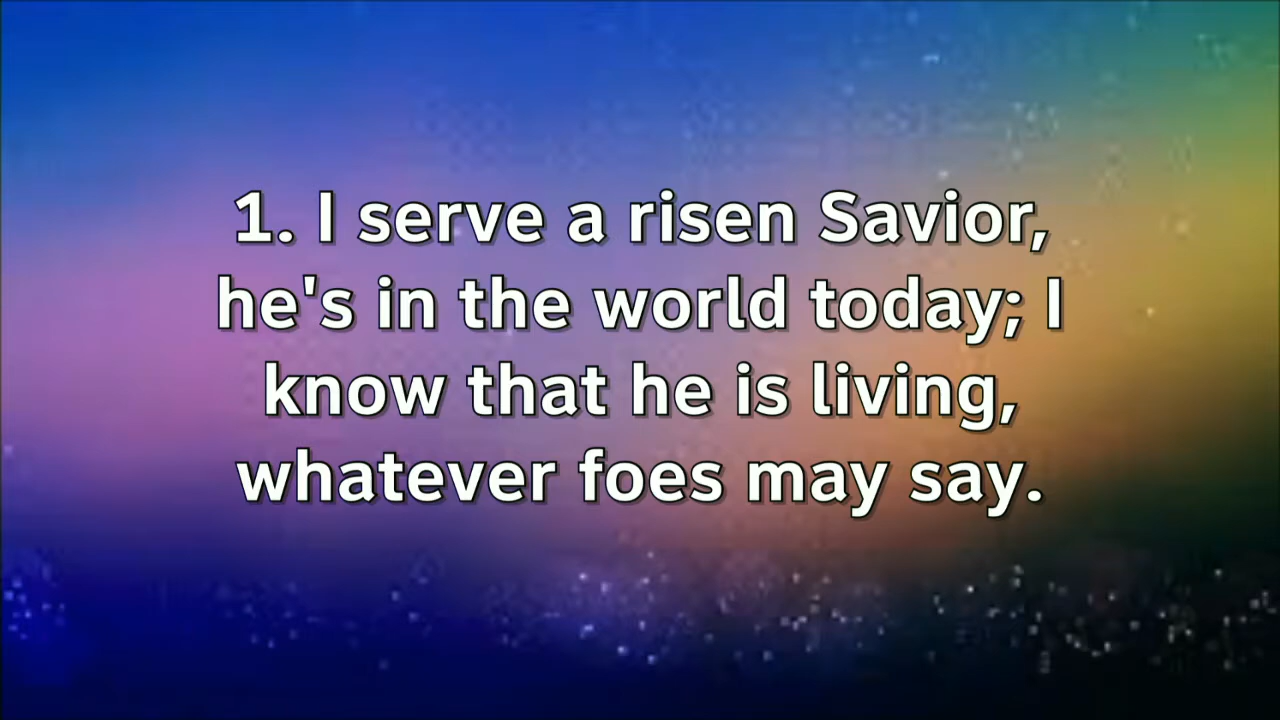 1. I serve a risen Savior,
he's in the world today; I
know that he is living,
whatever foes may say.